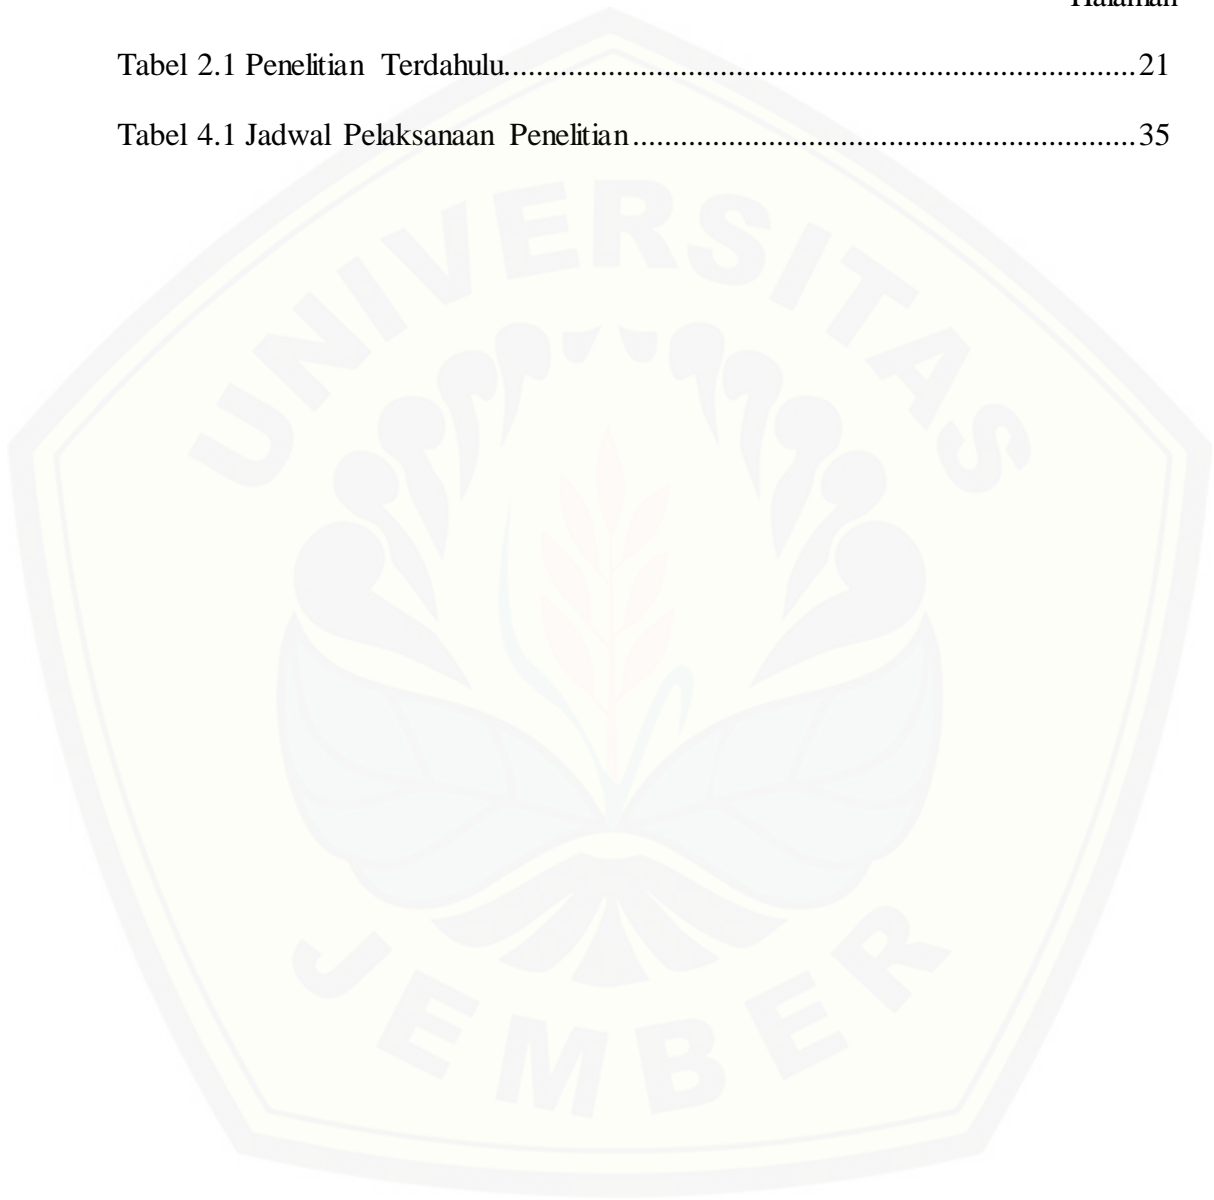 Halaman
Tabel 2.1 Penelitian Terdahulu................................................................................21
Tabel 4.1 Jadwal Pelaksanaan Penelitian................................................................35
UNIVERSITAS
JEMBER